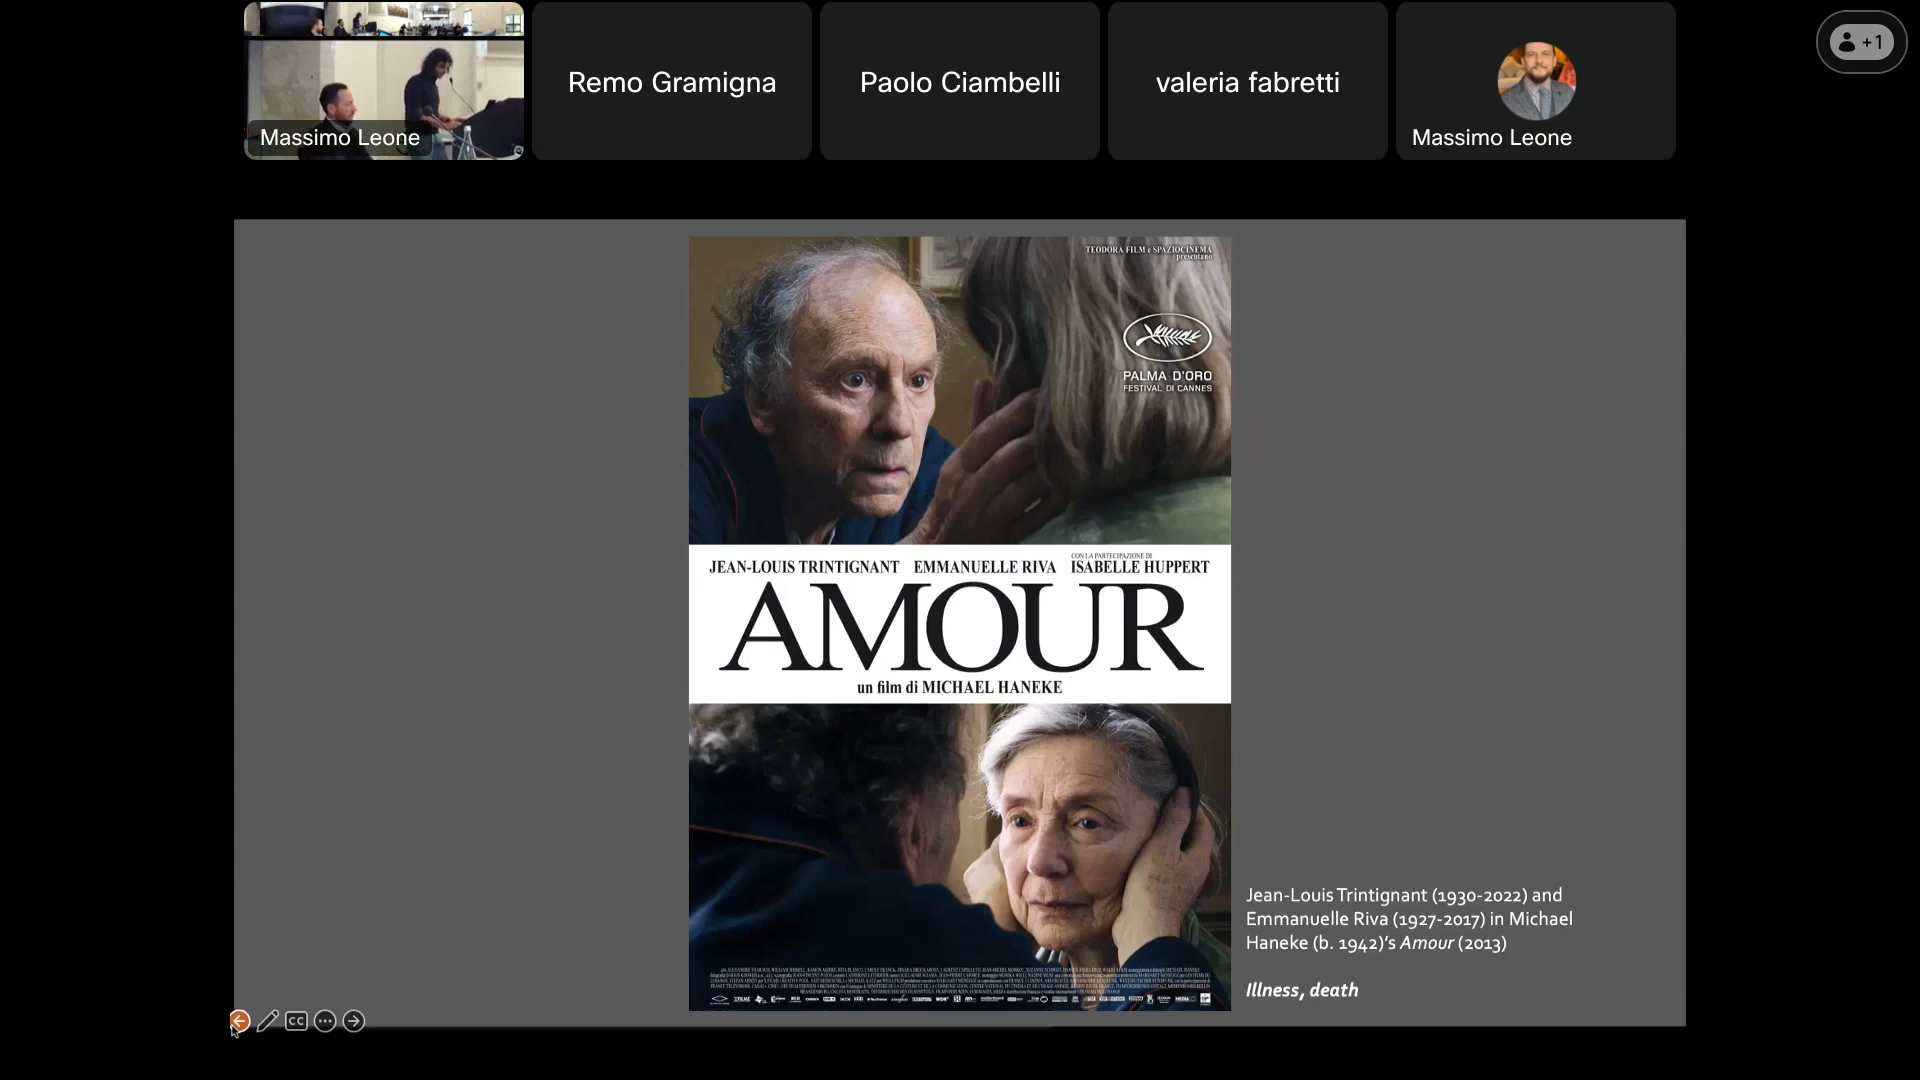 Massimo Leone
Remo Gramigna
Paolo Ciambelli
valeria fabretti
Massimo Leone
+1
TEODORA FILM e SPAZIOCINEMA
presentano
PALMA D'ORO
FESTIVAL DI CANNES
JEAN-LOUIS TRINTIGNANT EMMANUELLE RIVA
CON LA PARTECIPAZIONE DI
ISABELLE HUPPERT
AMOUR
un film di MICHAEL HANEKE
Jean-Louis Trintignant (1930-2022) and
Emmanuelle Riva (1927-2017) in Michael
Haneke (b. 1942)'s Amour (2013)
Illness, death
CC